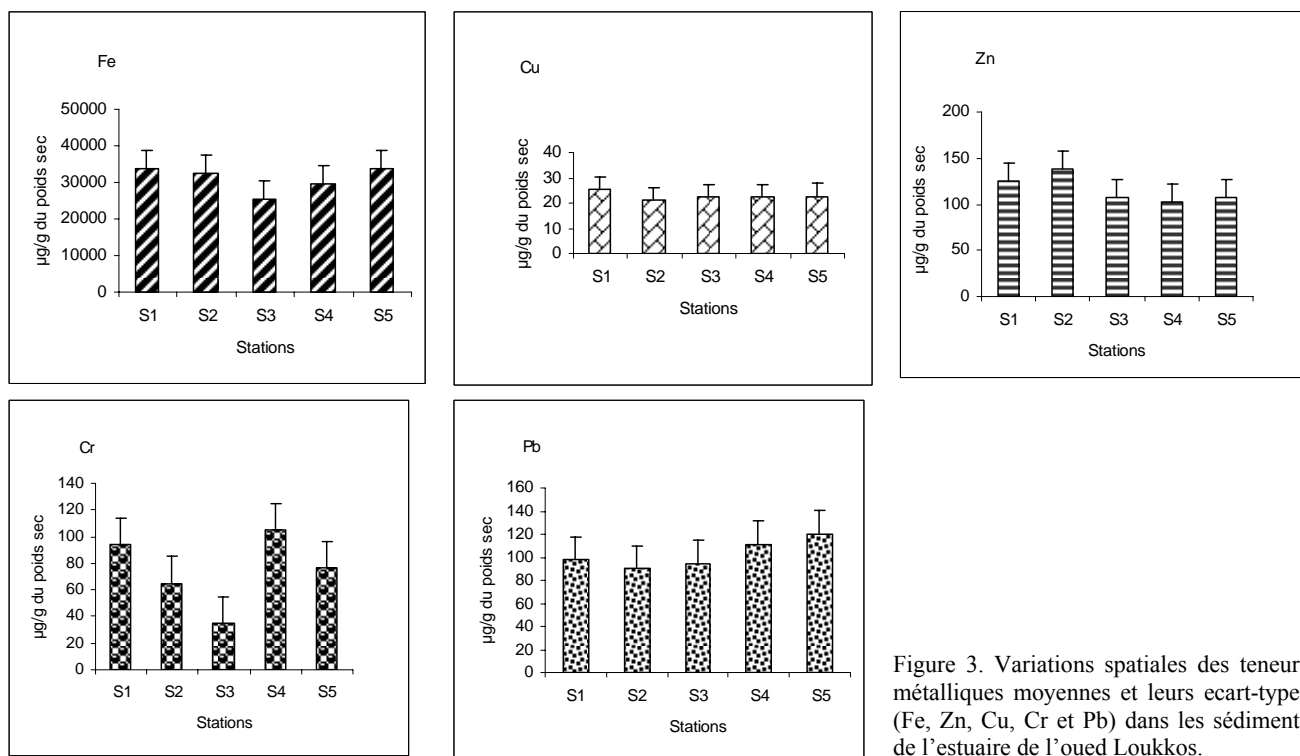 Fe
50000
40000
30000
20000
10000
0
µg/g du poids sec
S1 S2 S3 S4 S5
Stations
Cu
40
30
20
10
0
µg/g du poids sec
S1 S2 S3 S4 S5
Stations
Zn
200
150
100
50
0
µg/g du poids sec
S1 S2 S3 S4 S5
Stations
Cr
140
120
100
80
60
40
20
0
µg/g du poids sec
S1 S2 S3 S4 S5
Stations
Pb
160
140
120
100
80
60
40
20
0
µg/g du poids sec
S1 S2 S3 S4 S5
Stations
Figure 3. Variations spatiales des teneur
métalliques moyennes et leurs ecart-type
(Fe, Zn, Cu, Cr et Pb) dans les sédiment
de l’estuaire de l’oued Loukkos.